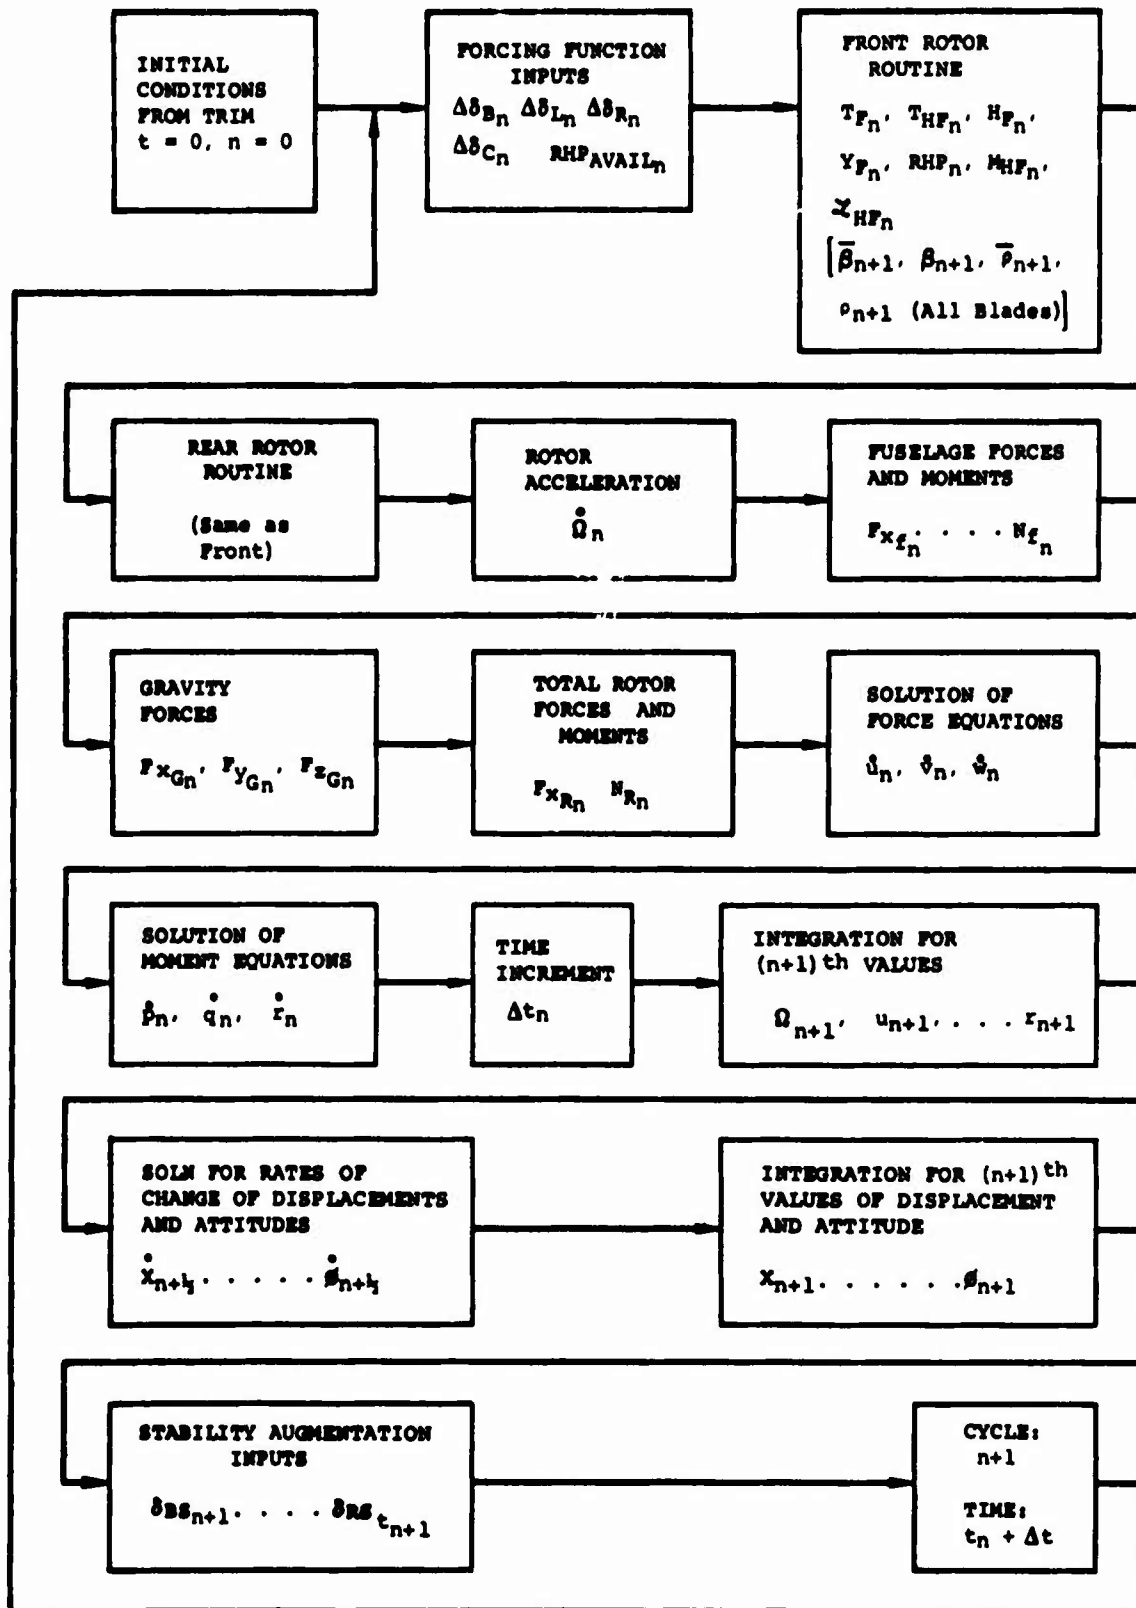 INITIAL
CONDITIONS
FROM TRIM
t = 0, n = 0
FORCING FUNCTION
INPUTS
Δδ_Bn Δδ_Ln Δδ_Rn
Δδ_Cn RHP_AVAILn
FRONT ROTOR
ROUTINE
T_Fn, T_HFn, H_Fn,
Y_Fn, RHP_n, M_HFn,
ℒ_HFn
[β̄_n+1, β_n+1, ρ̄_n+1,
ρ_n+1 (All Blades)]
REAR ROTOR
ROUTINE
(Same as
Front)
ROTOR
ACCELERATION
Ω̇_n
FUSELAGE FORCES
AND MOMENTS
F_xfn . . . . N_fn
GRAVITY
FORCES
F_xGn, F_yGn, F_zGn
TOTAL ROTOR
FORCES AND
MOMENTS
F_xRn N_Rn
SOLUTION OF
FORCE EQUATIONS
u̇_n, v̇_n, ẇ_n
SOLUTION OF
MOMENT EQUATIONS
ṗ_n, q̇_n, ṙ_n
TIME
INCREMENT
Δt_n
INTEGRATION FOR
(n+1)th VALUES
Ω_n+1, u_n+1, . . . r_n+1
SOLN FOR RATES OF
CHANGE OF DISPLACEMENTS
AND ATTITUDES
ẋ_n+½ . . . . . ø̇_n+½
INTEGRATION FOR (n+1)th
VALUES OF DISPLACEMENT
AND ATTITUDE
x_n+1 . . . . . . ø_n+1
STABILITY AUGMENTATION
INPUTS
δ_BS_n+1 . . . . δ_RS_t_n+1
CYCLE:
n+1
TIME:
t_n + Δt